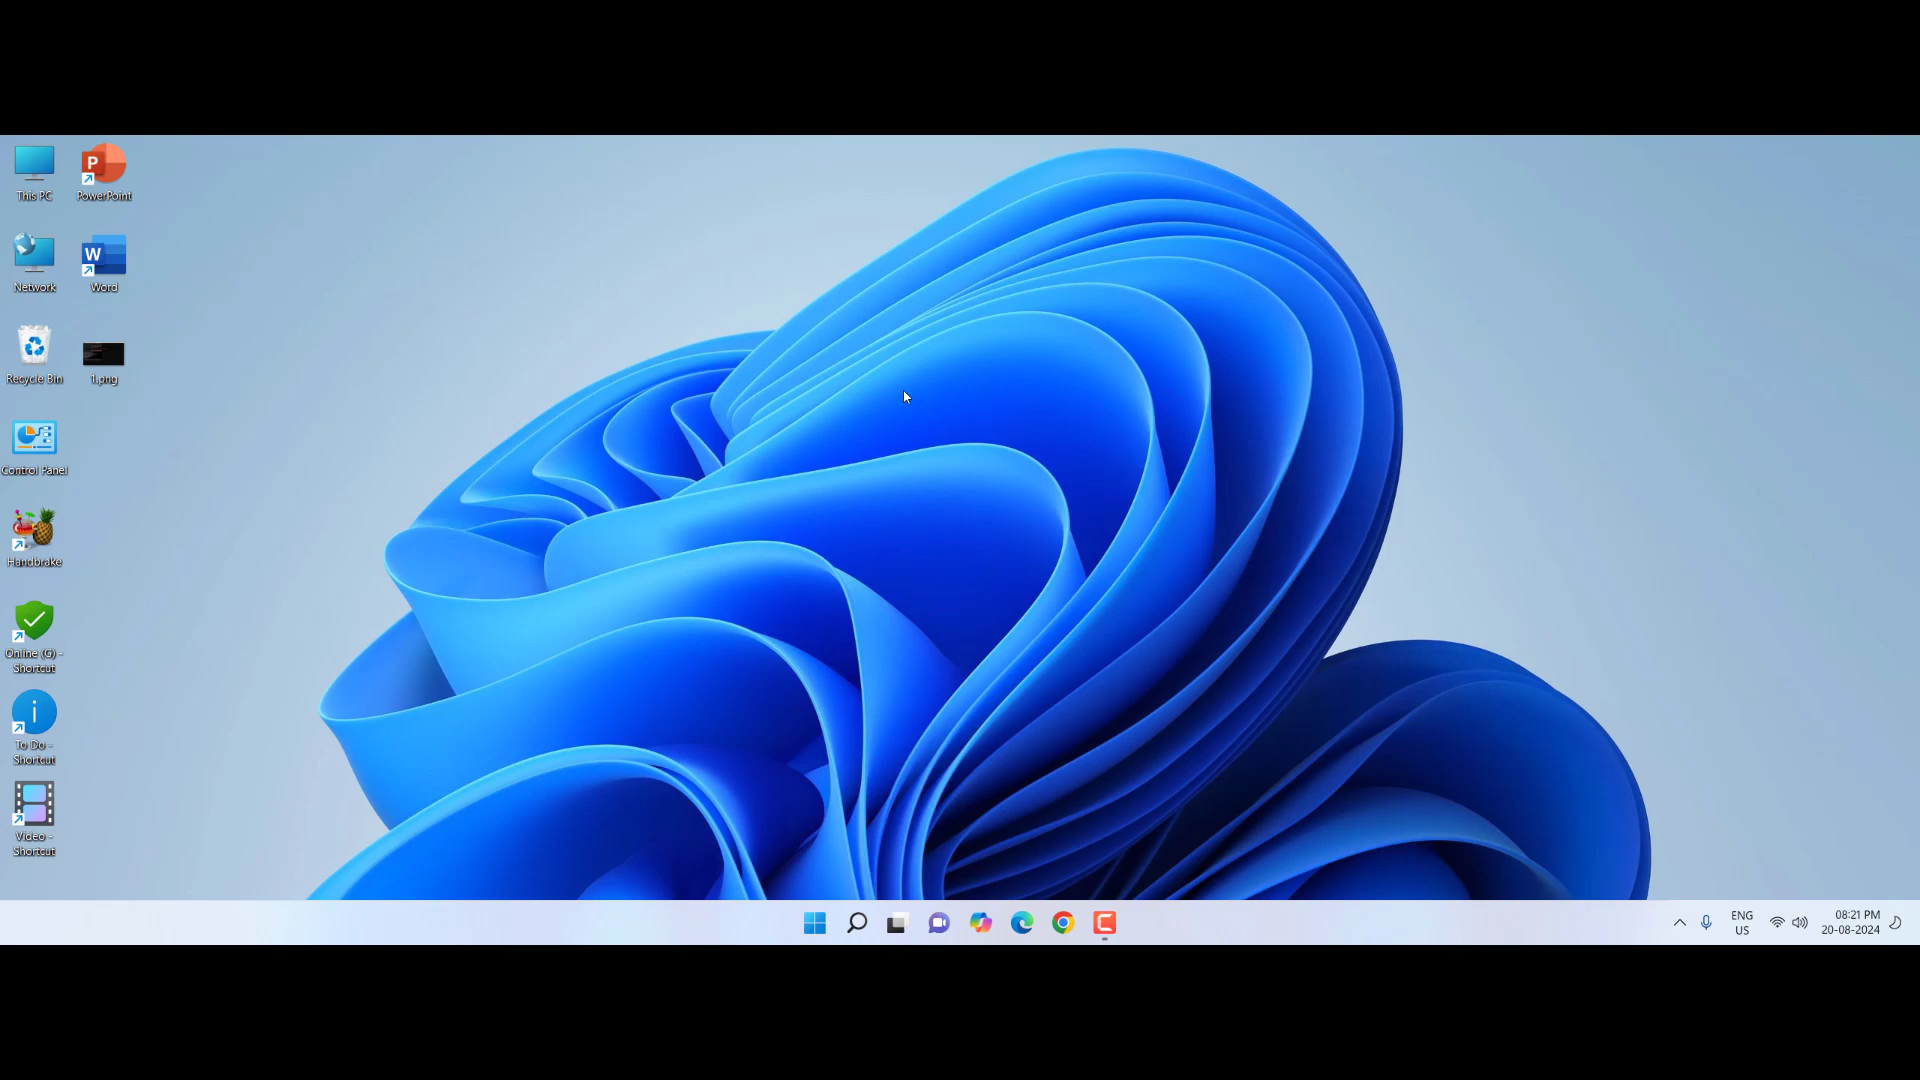 This PC
PowerPoint
Network
Word
Recycle Bin
1.png
Control Panel
Handbrake
Online (G) -
Shortcut
To Do -
Shortcut
Video -
Shortcut
ENG
US
08:21 PM
20-08-2024